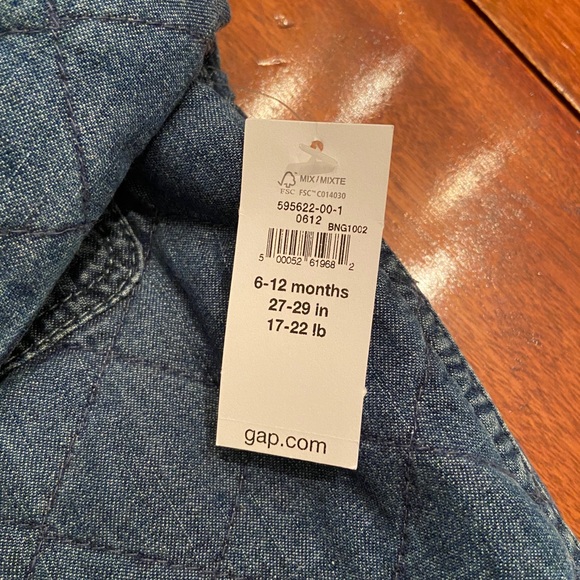 MIX/MIXTE
FSC FSC™ C014030
595622-00-1
0612
BNG1002
5 00052 61968 2
6-12 months
27-29 in
17-22 lb
gap.com